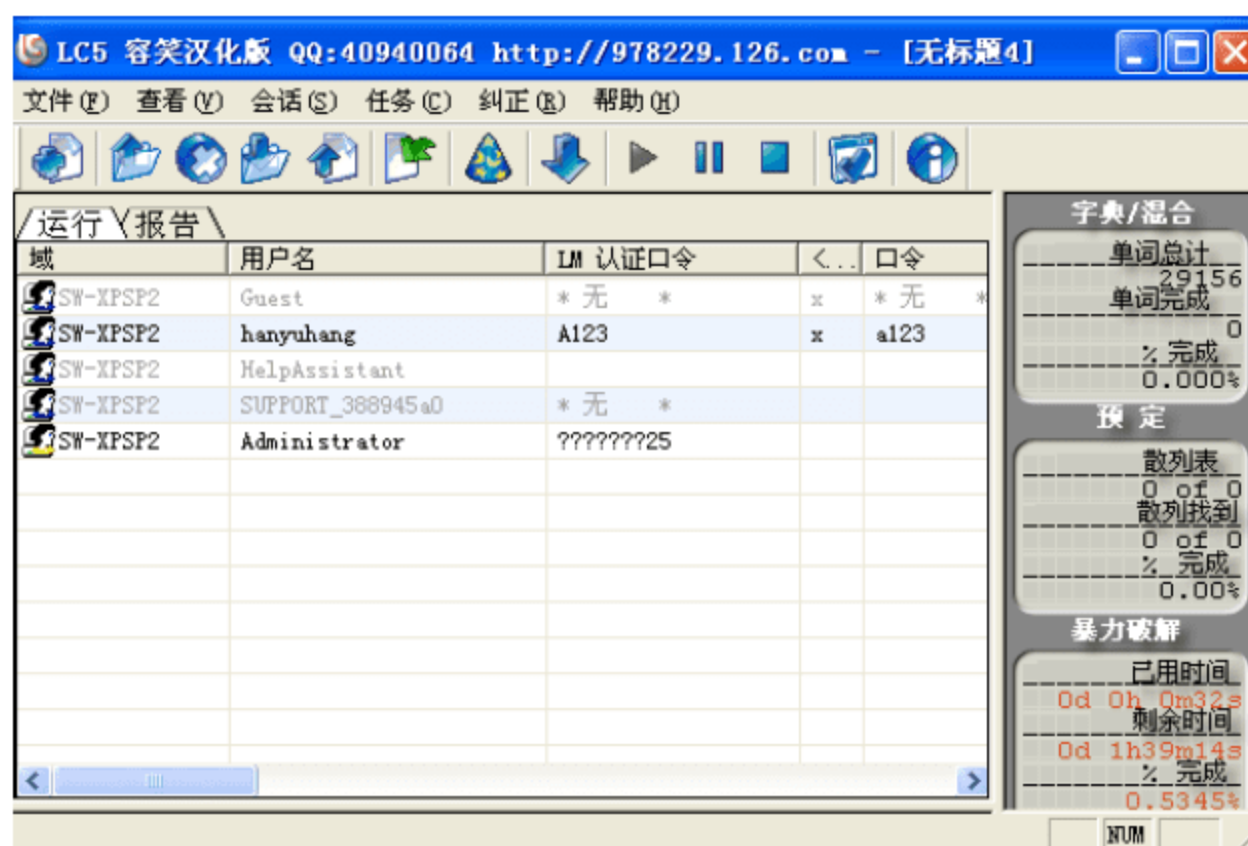 LC5 容笑汉化版 QQ:40940064 http://978229.126.com - [无标题4]
文件(F) 查看(V) 会话(S) 任务(C) 纠正(R) 帮助(H)
运行 报告
域 用户名 LM 认证口令 <... 口令
SW-XPSP2 Guest * 无 * x * 无 *
SW-XPSP2 hanyuhang A123 x a123
SW-XPSP2 HelpAssistant
SW-XPSP2 SUPPORT_388945a0 * 无 *
SW-XPSP2 Administrator ???????25
字典/混合
单词总计
29156
单词完成
0
% 完成
0.000%
预定
散列表
0 of 0
散列找到
0 of 0
% 完成
0.00%
暴力破解
已用时间
0d 0h 0m32s
剩余时间
0d 1h39m14s
% 完成
0.5345%
NUM